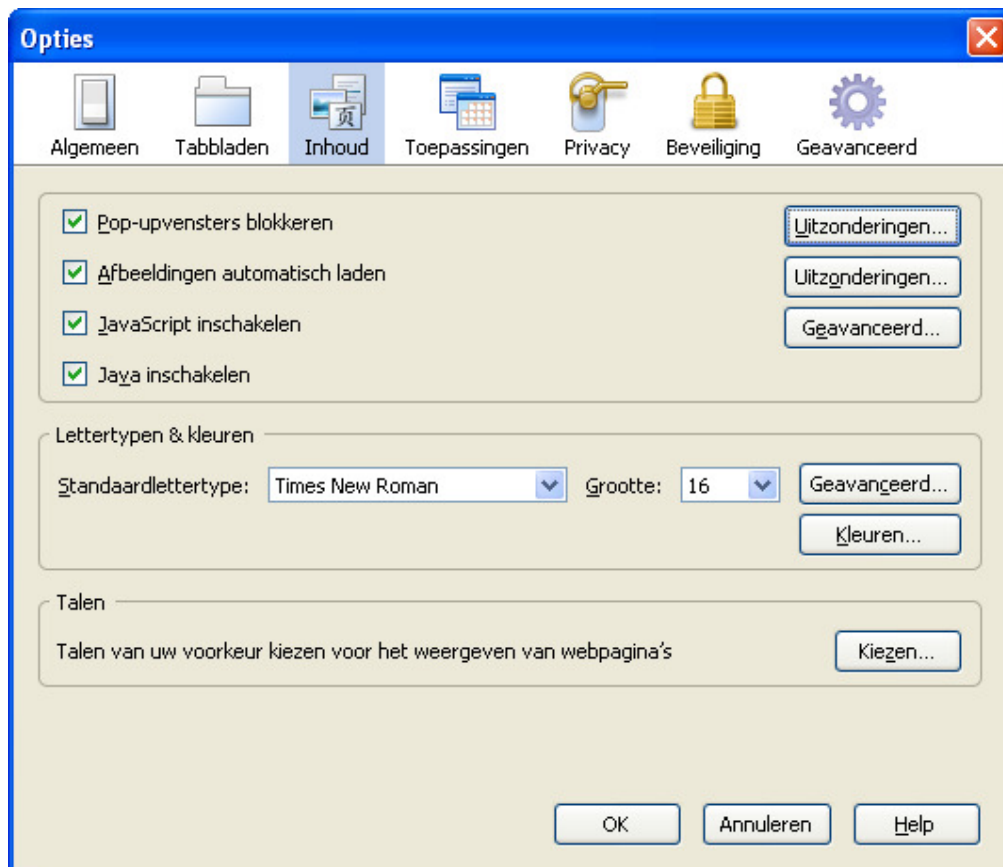 Opties
Algemeen Tabbladen Inhoud Toepassingen Privacy Beveiliging Geavanceerd
页
Pop-upvensters blokkeren Uitzonderingen...
Afbeeldingen automatisch laden Uitzonderingen...
JavaScript inschakelen Geavanceerd...
Java inschakelen
Lettertypen & kleuren
Standaardlettertype: Times New Roman Grootte: 16 Geavanceerd...
Kleuren...
Talen
Talen van uw voorkeur kiezen voor het weergeven van webpagina's Kiezen...
OK Annuleren Help